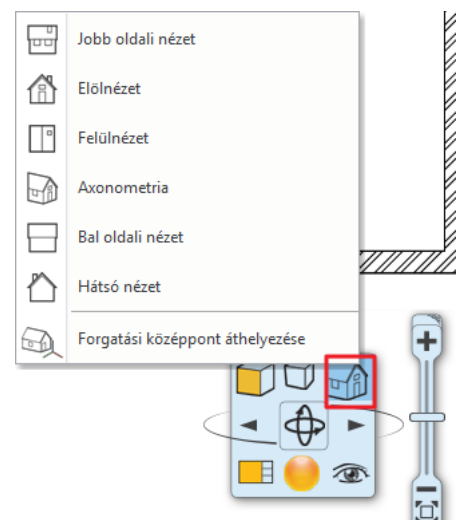 Jobb oldali nézet
Elölnézet
Felülnézet
Axonometria
Bal oldali nézet
Hátsó nézet
Forgatási középpont áthelyezése